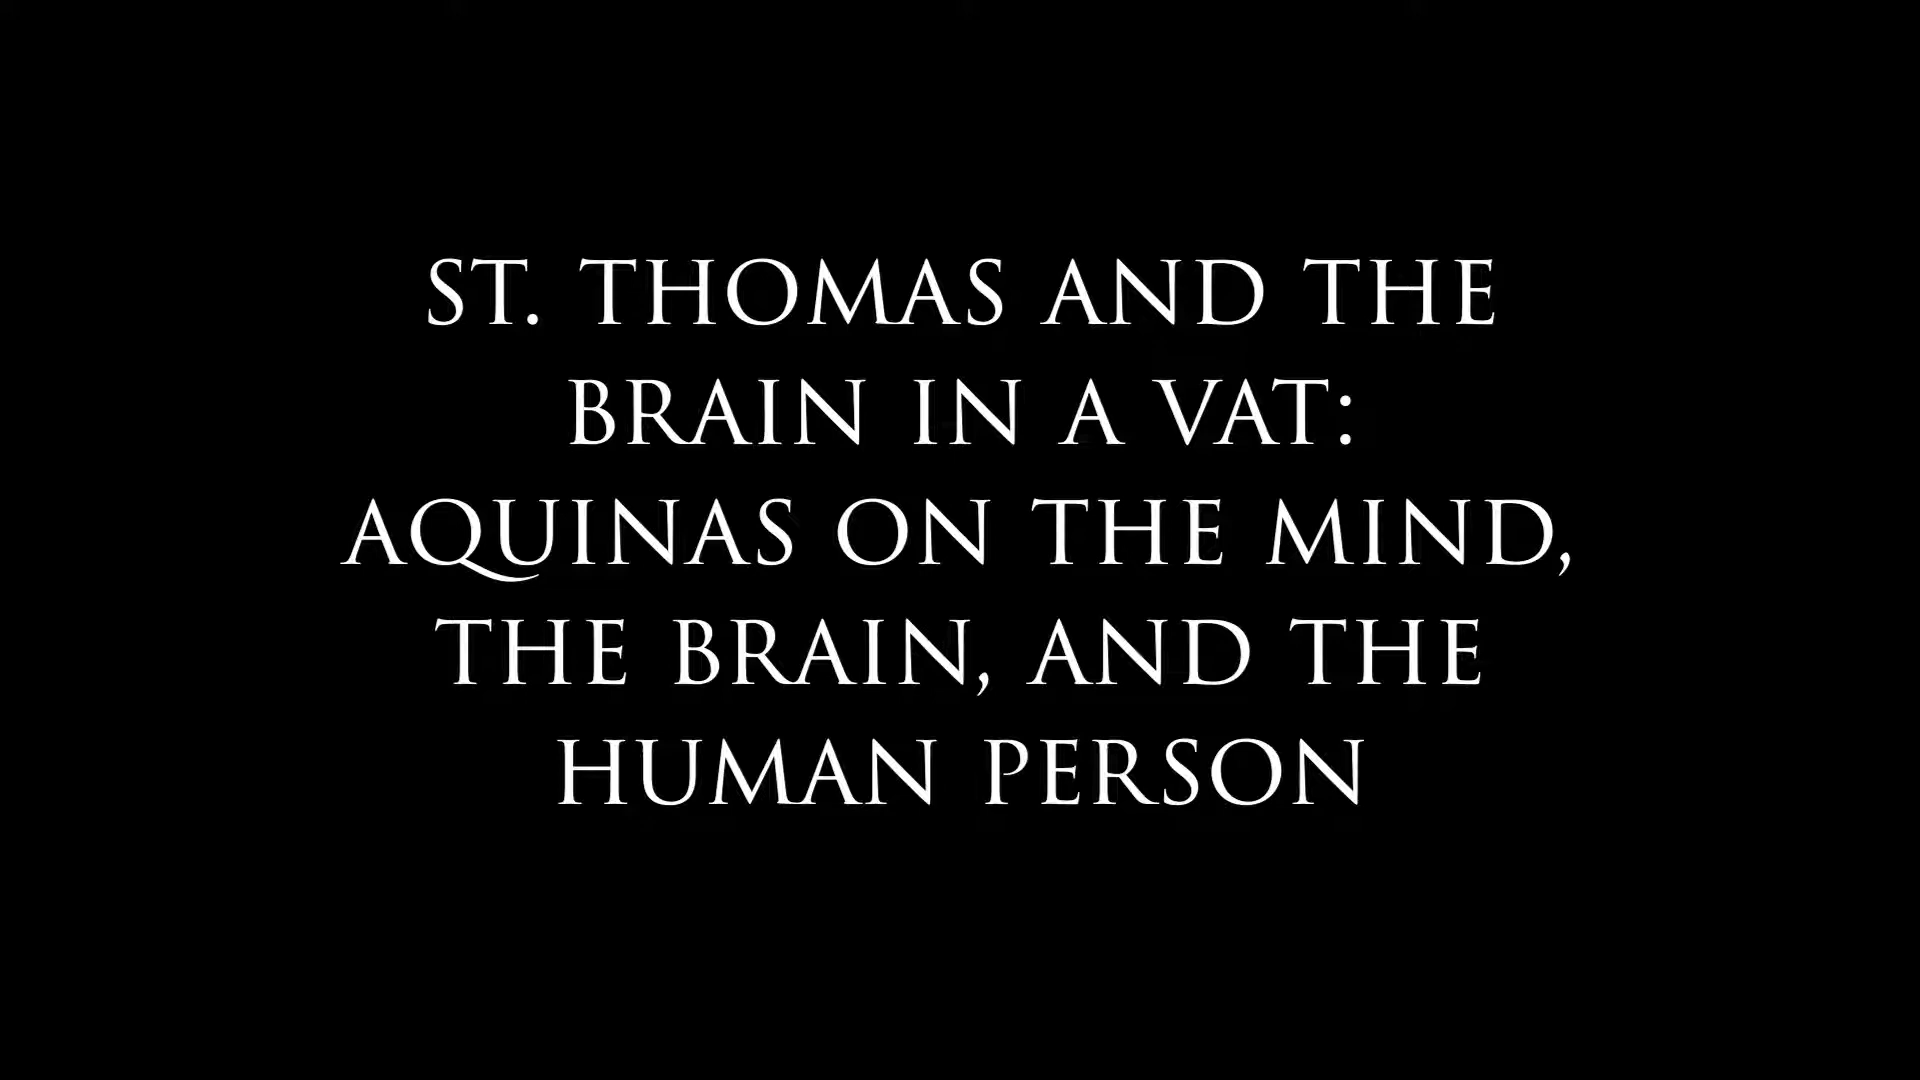 ST. THOMAS AND THE
BRAIN IN A VAT:
AQUINAS ON THE MIND,
THE BRAIN, AND THE
HUMAN PERSON